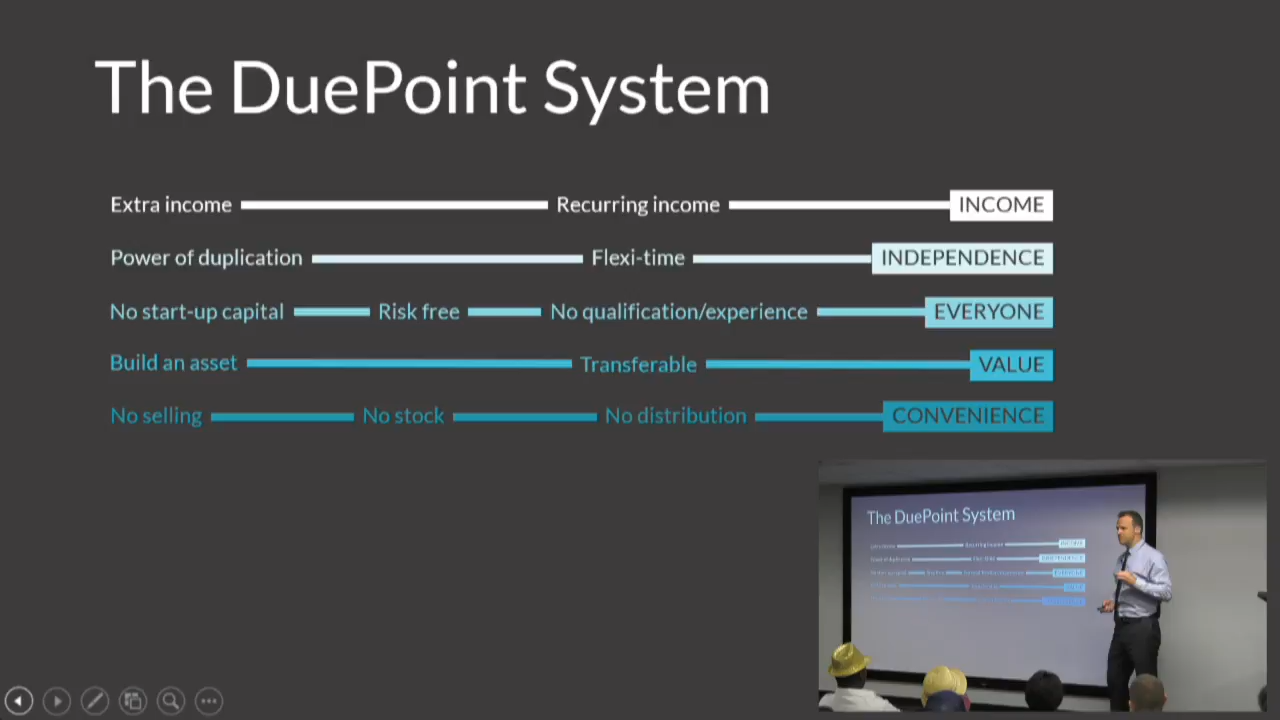 The DuePoint System
Extra income Recurring income INCOME
Power of duplication Flexi-time INDEPENDENCE
No start-up capital Risk free No qualification/experience EVERYONE
Build an asset Transferable VALUE
No selling No stock No distribution CONVENIENCE
The DuePoint System